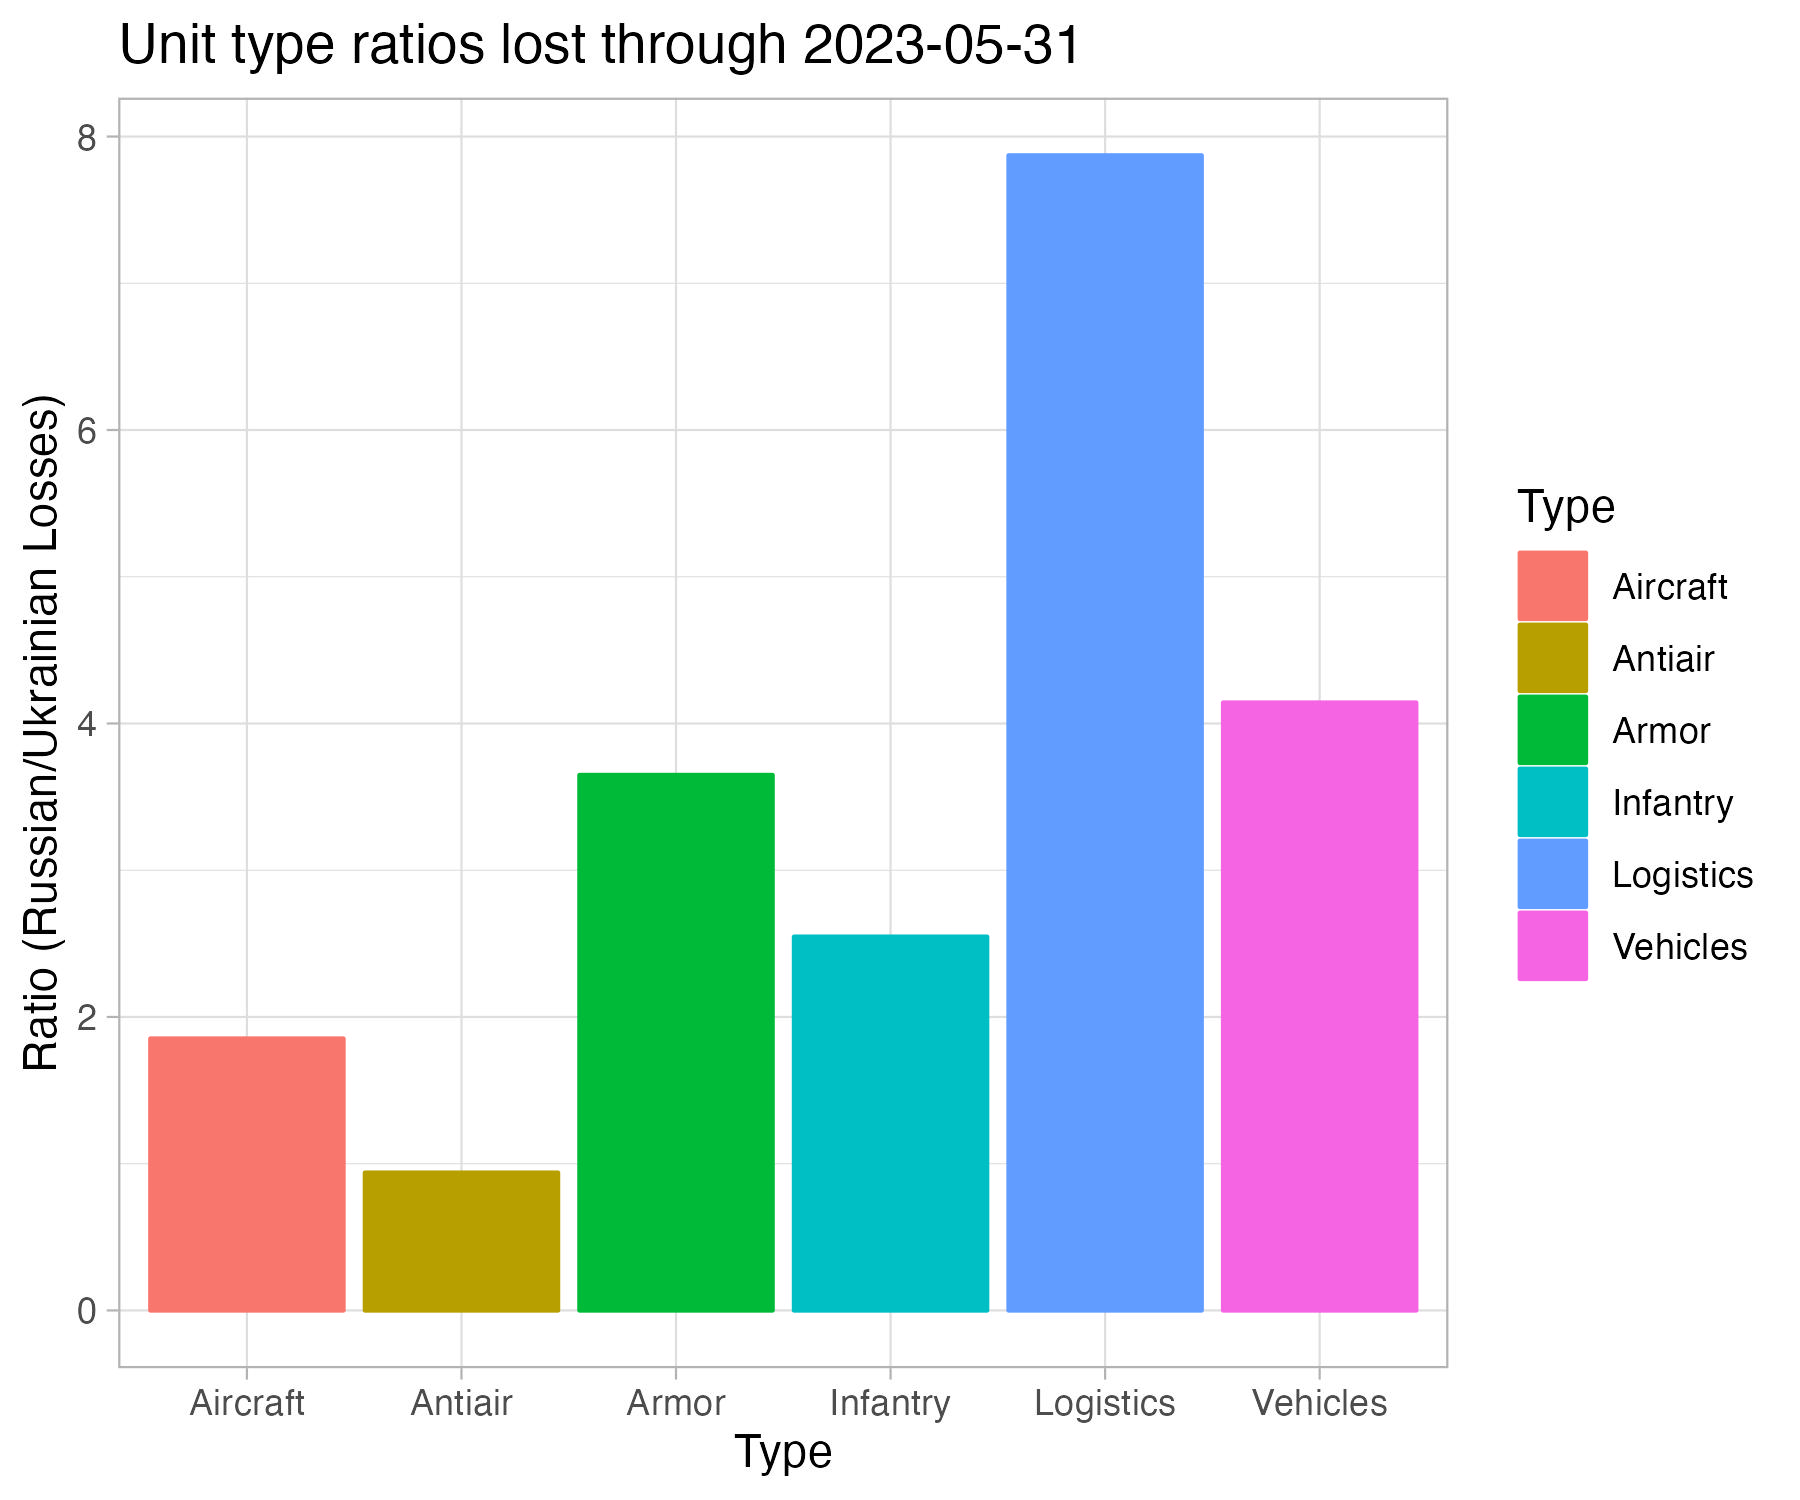 Unit type ratios lost through 2023-05-31
Ratio (Russian/Ukrainian Losses)
8
6
4
2
0
Aircraft
Antiair
Armor
Infantry
Logistics
Vehicles
Type
Type
Aircraft
Antiair
Armor
Infantry
Logistics
Vehicles